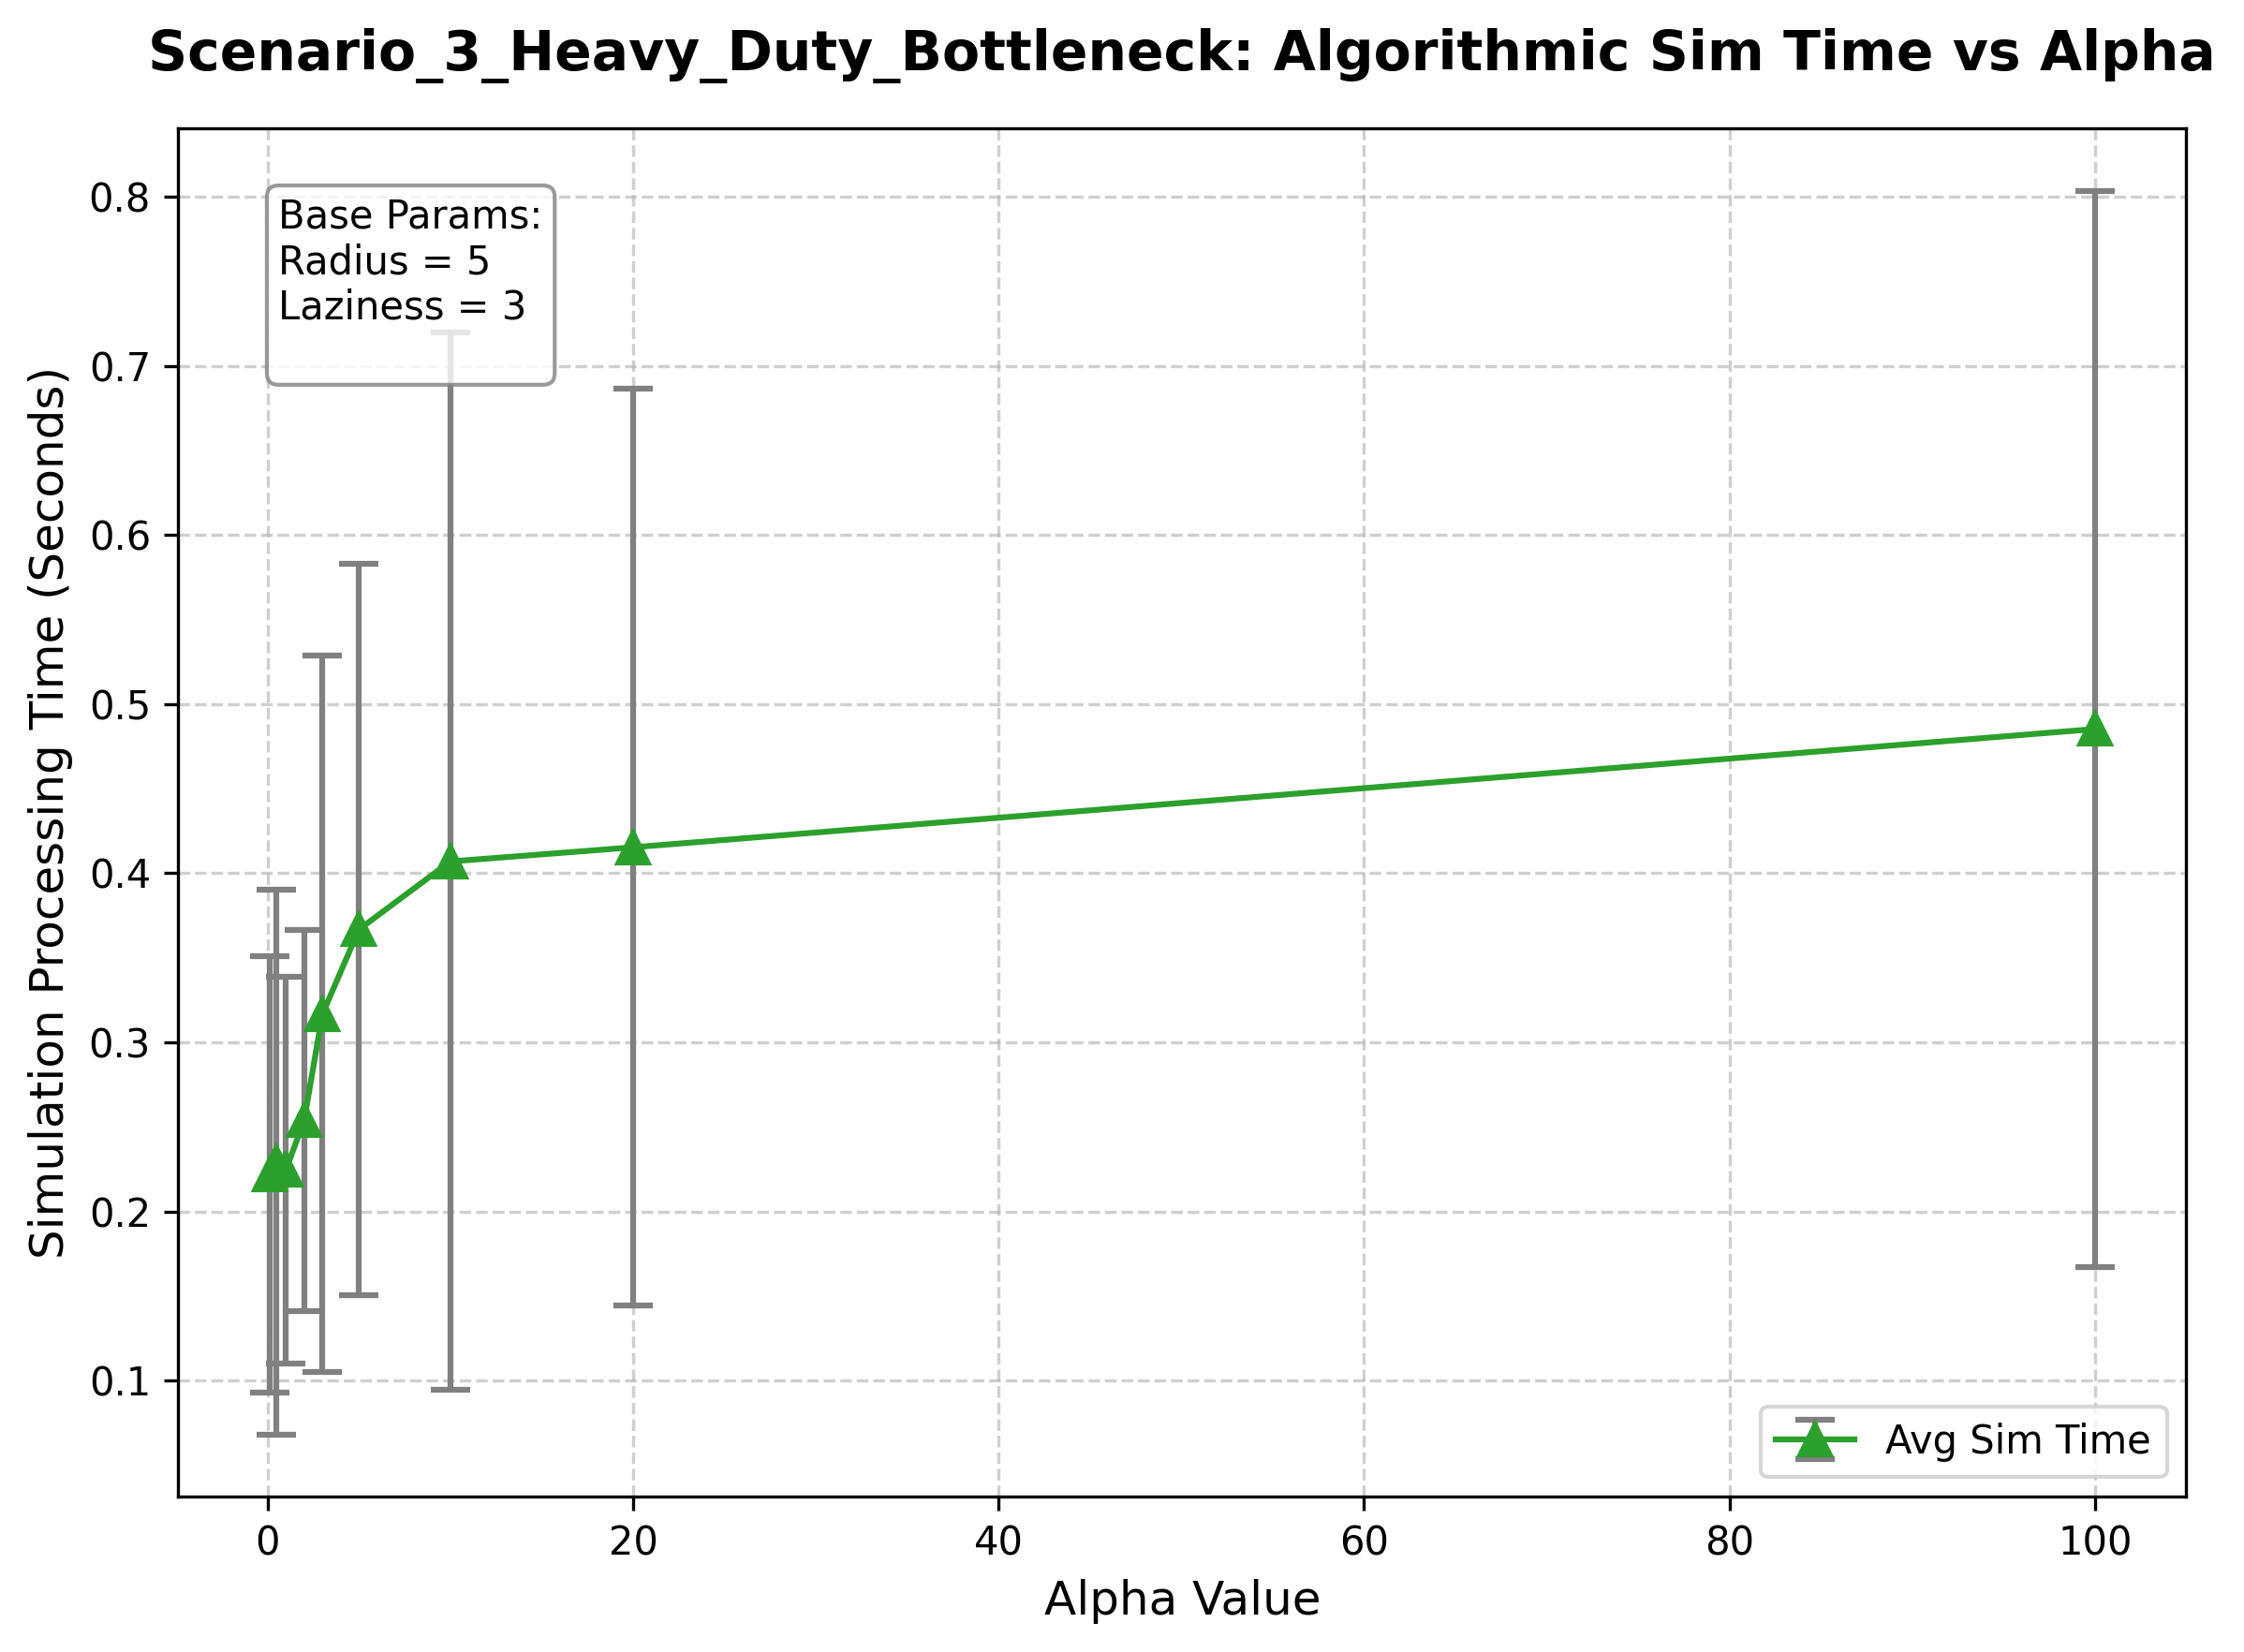 Scenario_3_Heavy_Duty_Bottleneck: Algorithmic Sim Time vs Alpha
Base Params:
Radius = 5
Laziness = 3
Simulation Processing Time (Seconds)
0.8
0.7
0.6
0.5
0.4
0.3
0.2
0.1
Avg Sim Time
0 20 40 60 80 100
Alpha Value